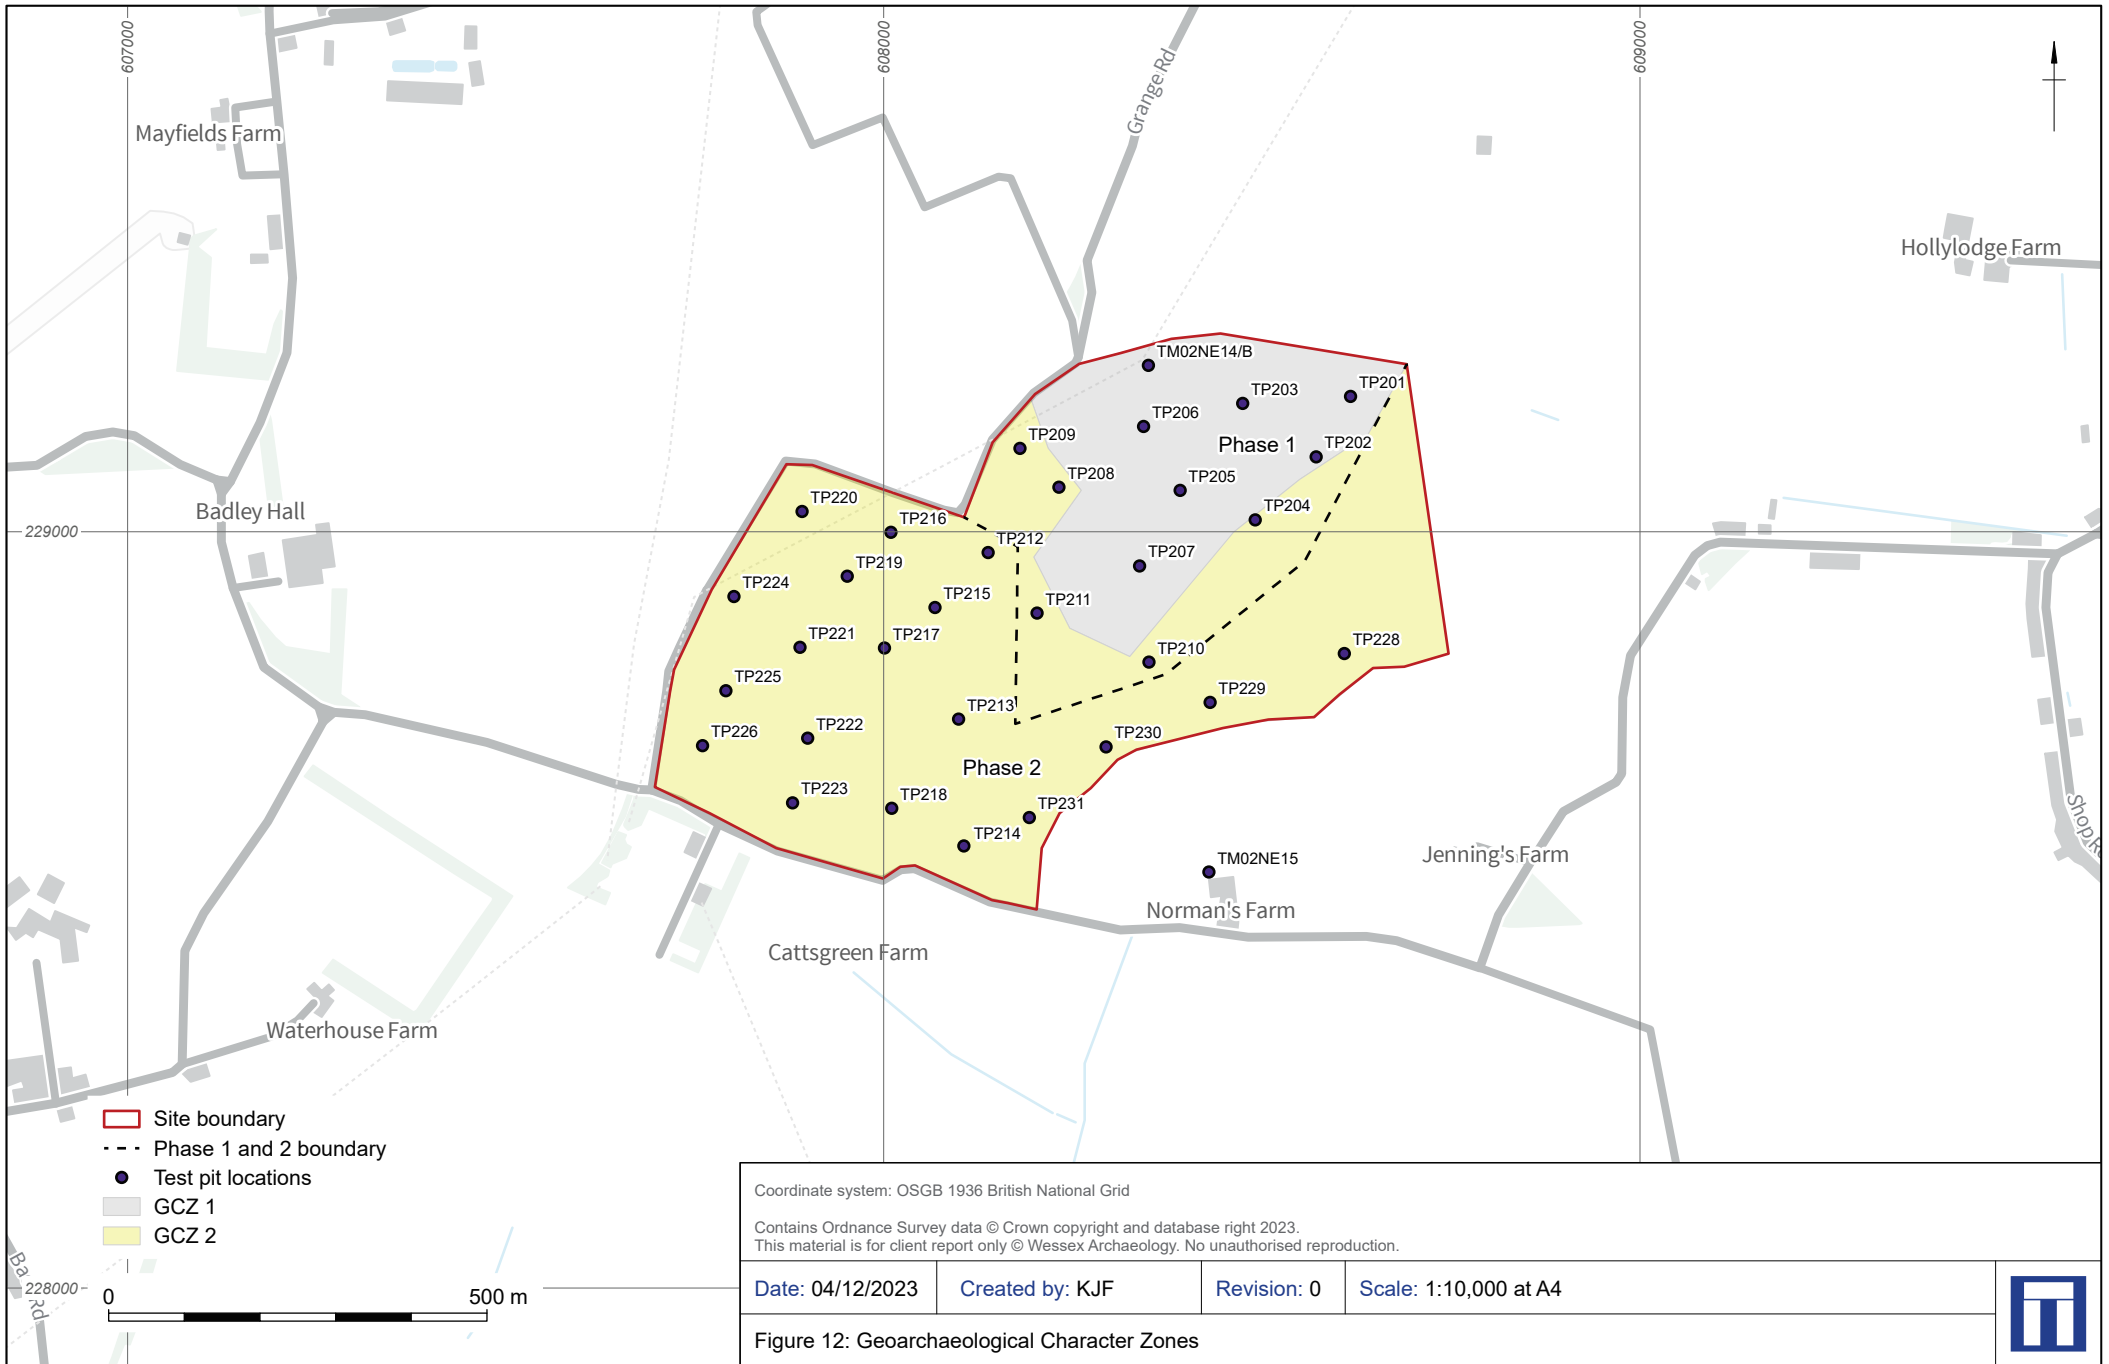 607000
608000
609000
Grange Rd
Mayfields Farm
Hollylodge Farm
TM02NE14/B
TP201
TP203
TP206
TP209
Phase 1
TP202
TP208
TP205
TP220
Badley Hall
TP216
TP204
229000
TP212
TP207
TP219
TP224
TP215
TP211
TP221
TP217
TP228
TP210
TP225
TP229
TP213
TP226
TP222
TP230
Phase 2
TP223
TP218
TP231
Shop
TP214
TM02NE15
Jenning's Farm
Norman's Farm
Cattsgreen Farm
Waterhouse Farm
Site boundary
Phase 1 and 2 boundary
Test pit locations
GCZ 1
GCZ 2
Rd
228000
0 500 m
Coordinate system: OSGB 1936 British National Grid
Contains Ordnance Survey data © Crown copyright and database right 2023.
This material is for client report only © Wessex Archaeology. No unauthorised reproduction.
Date: 04/12/2023 Created by: KJF Revision: 0 Scale: 1:10,000 at A4
Figure 12: Geoarchaeological Character Zones